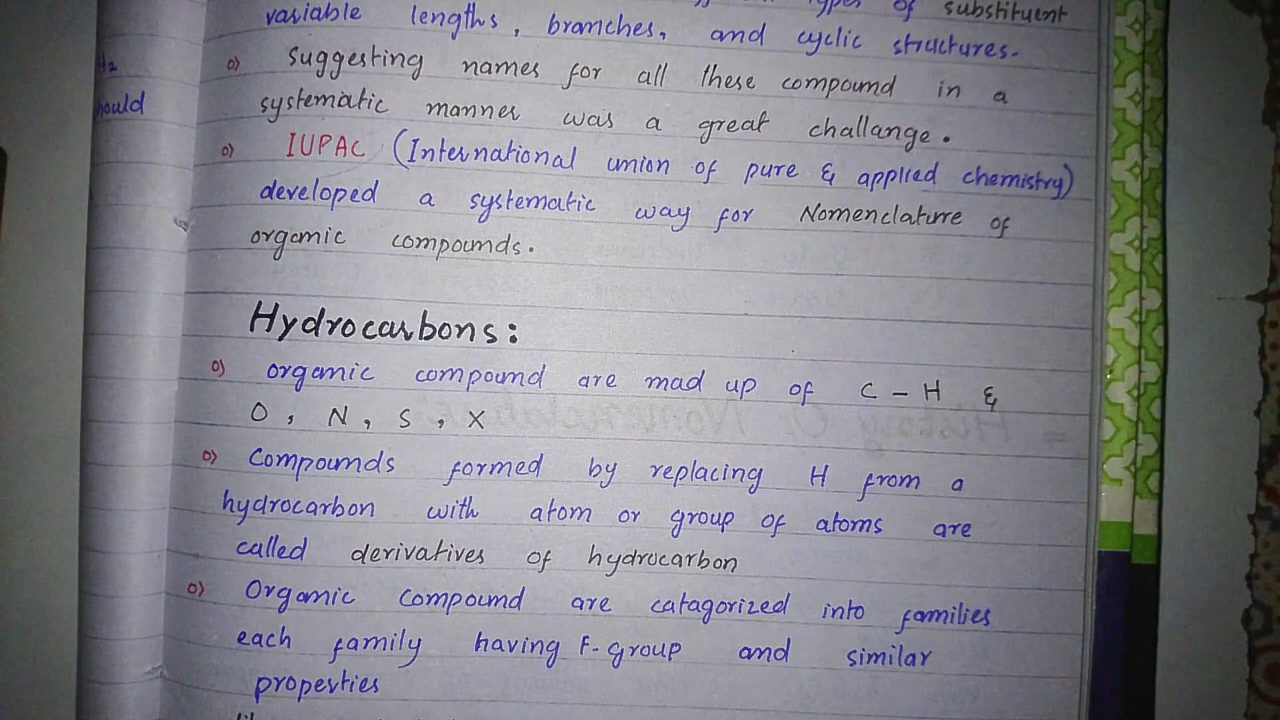 types of substituent
variable lengths, branches, and cyclic structures.
o) suggesting names for all these compound in a
systematic manner was a great challange.
o) IUPAC (International union of pure & applied chemistry)
developed a systematic way for Nomenclature of
organic compounds.
Hydrocarbons:
o) organic compound are mad up of C - H &
O, N, S, X
o) Compounds formed by replacing H from a
hydrocarbon with atom or group of atoms are
called derivatives of hydrocarbon
o) Organic compound are catagorized into families
each family having F-group and similar
properties